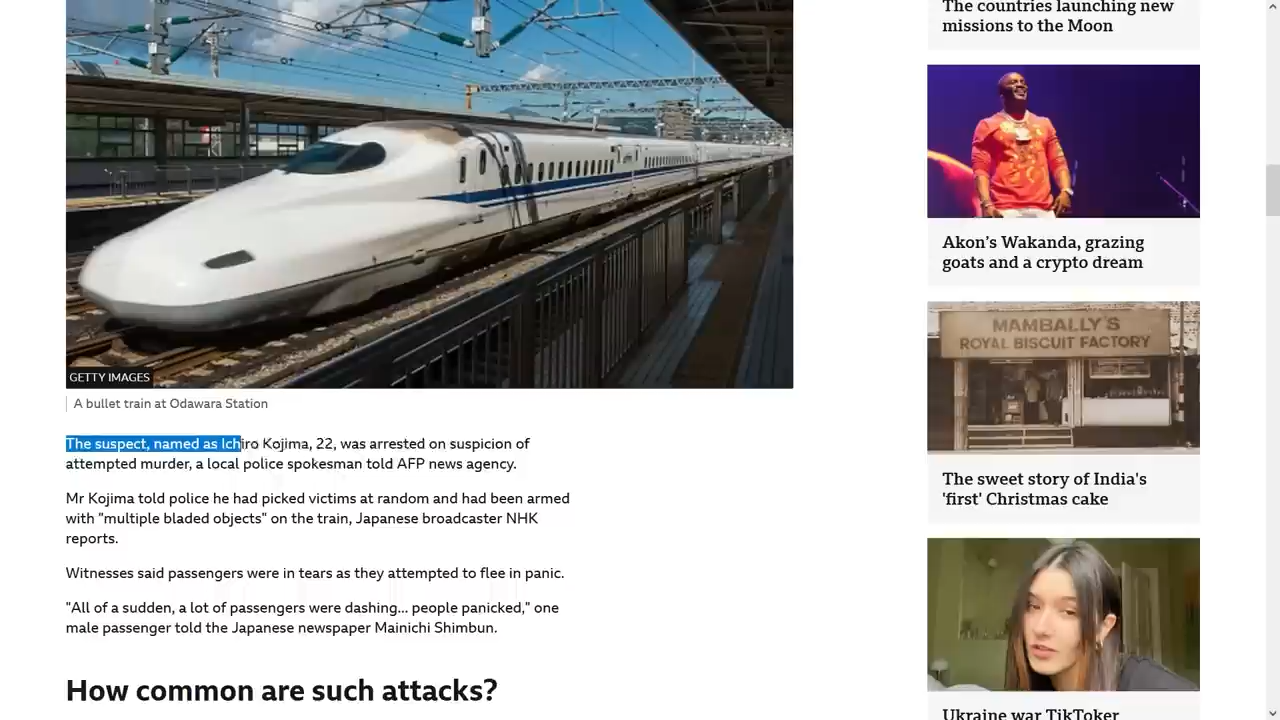 The countries launching new
missions to the Moon
Akon's Wakanda, grazing
goats and a crypto dream
GETTY IMAGES
A bullet train at Odawara Station
MAMBALLY'S
ROYAL BISCUIT FACTORY
The suspect, named as Ichiro Kojima, 22, was arrested on suspicion of
attempted murder, a local police spokesman told AFP news agency.
Mr Kojima told police he had picked victims at random and had been armed
with "multiple bladed objects" on the train, Japanese broadcaster NHK
reports.
Witnesses said passengers were in tears as they attempted to flee in panic.
"All of a sudden, a lot of passengers were dashing... people panicked," one
male passenger told the Japanese newspaper Mainichi Shimbun.
How common are such attacks?
The sweet story of India's
'first' Christmas cake
Ukraine war TikToker